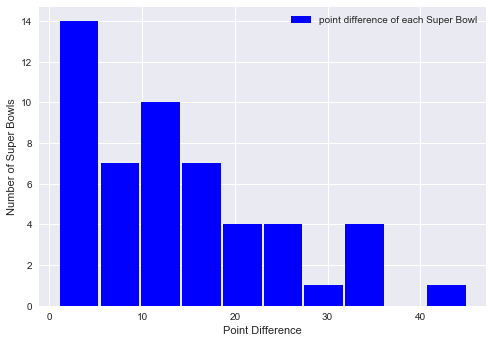 point difference of each Super Bowl
14
12
10
8
6
4
2
0
Number of Super Bowls
0 10 20 30 40
Point Difference